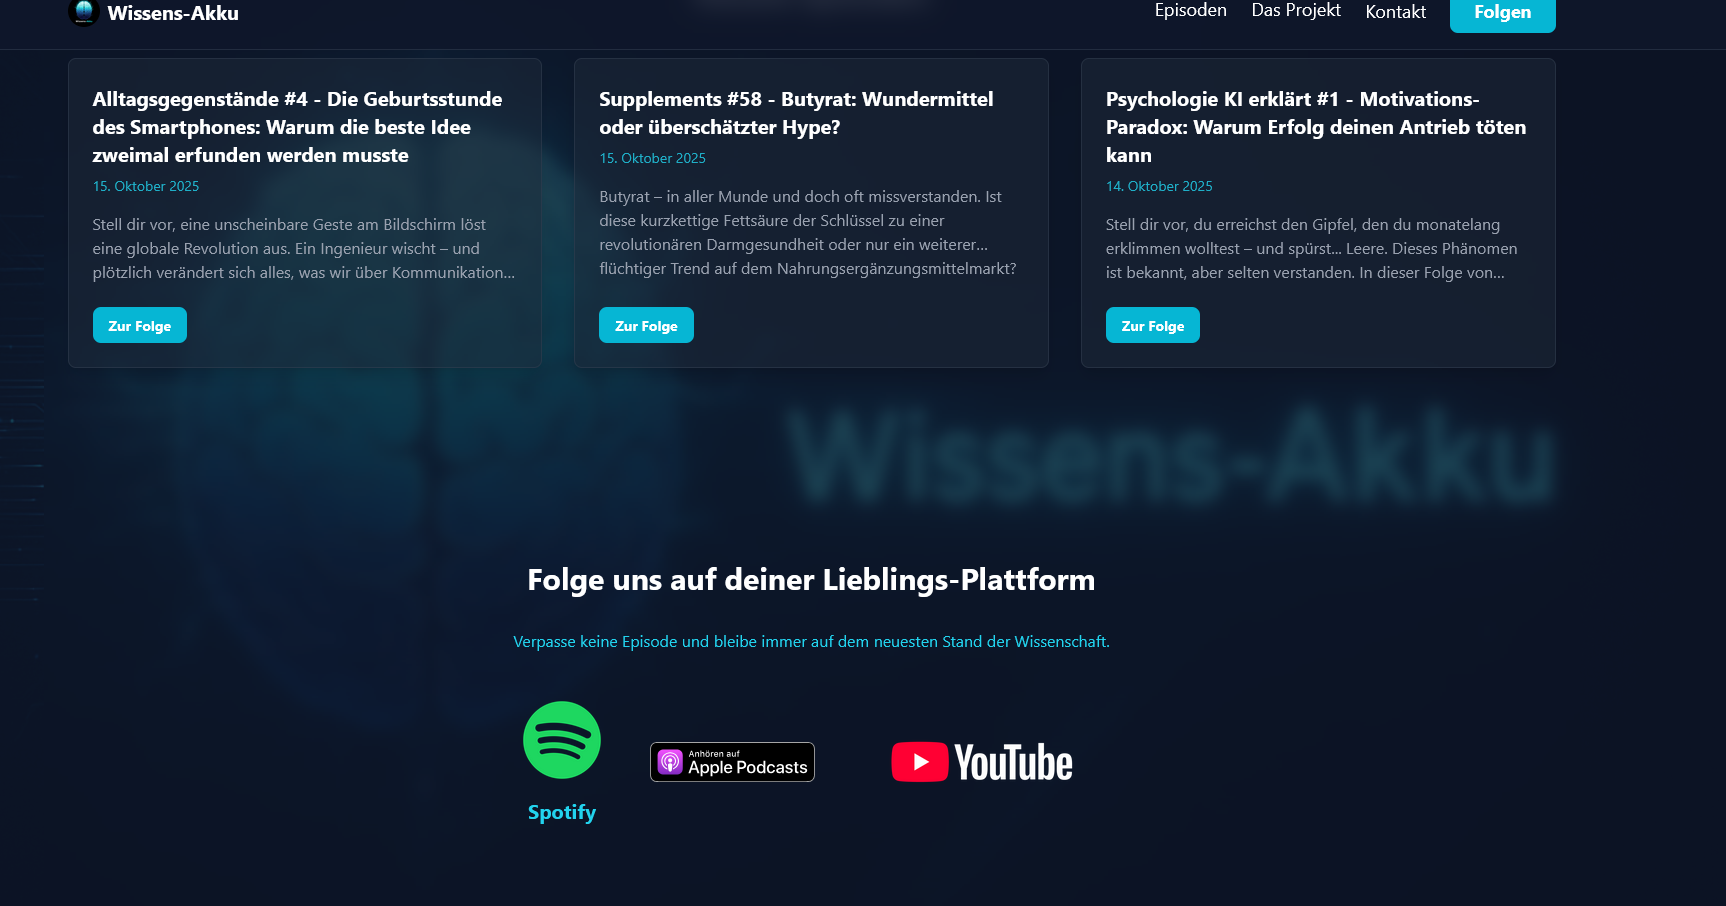 Wissens-Akku
Episoden
Das Projekt
Kontakt
Folgen
Alltagsgegenstände #4 - Die Geburtsstunde
des Smartphones: Warum die beste Idee
zweimal erfunden werden musste
15. Oktober 2025
Stell dir vor, eine unscheinbare Geste am Bildschirm löst
eine globale Revolution aus. Ein Ingenieur wischt – und
plötzlich verändert sich alles, was wir über Kommunikation...
Zur Folge
Supplements #58 - Butyrat: Wundermittel
oder überschätzter Hype?
15. Oktober 2025
Butyrat – in aller Munde und doch oft missverstanden. Ist
diese kurzkettige Fettsäure der Schlüssel zu einer
revolutionären Darmgesundheit oder nur ein weiterer...
flüchtiger Trend auf dem Nahrungsergänzungsmittelmarkt?
Zur Folge
Psychologie KI erklärt #1 - Motivations-
Paradox: Warum Erfolg deinen Antrieb töten
kann
14. Oktober 2025
Stell dir vor, du erreichst den Gipfel, den du monatelang
erklimmen wolltest – und spürst... Leere. Dieses Phänomen
ist bekannt, aber selten verstanden. In dieser Folge von...
Zur Folge
Wissens-Akku
Folge uns auf deiner Lieblings-Plattform
Verpasse keine Episode und bleibe immer auf dem neuesten Stand der Wissenschaft.
Spotify
Anhören auf
Apple Podcasts
YouTube